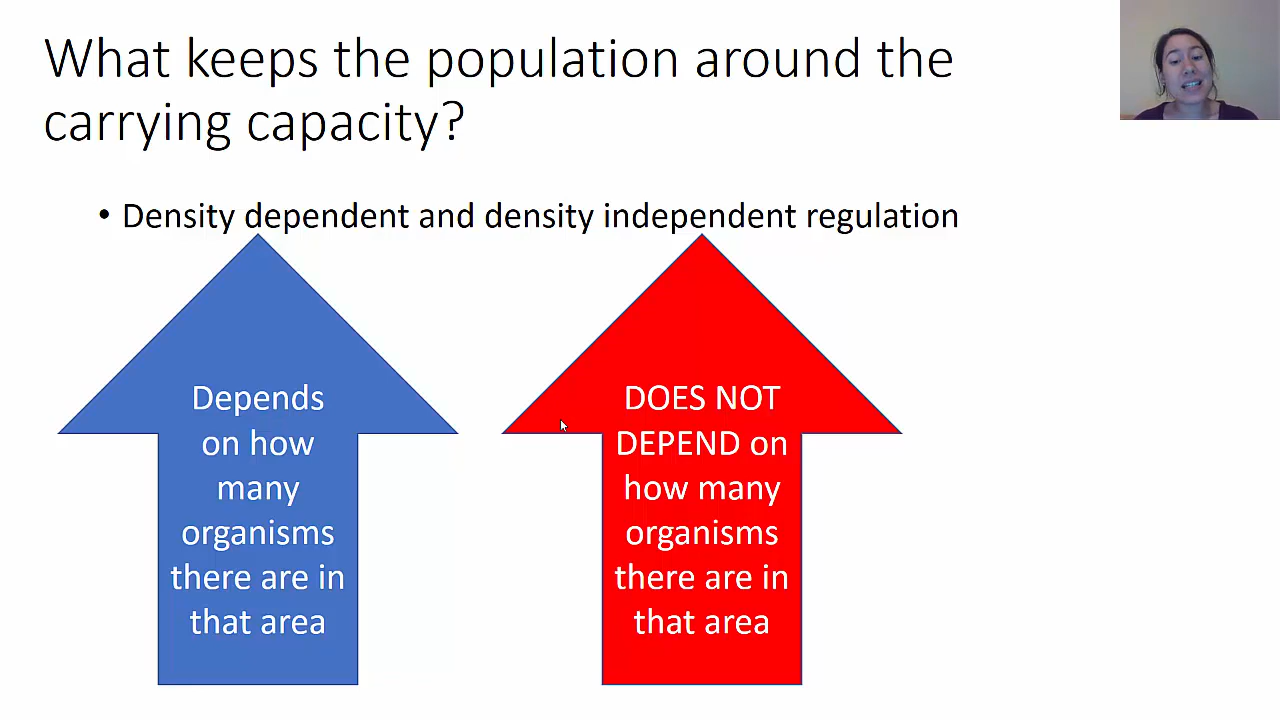 What keeps the population around the
carrying capacity?
• Density dependent and density independent regulation
Depends
on how
many
organisms
there are in
that area
DOES NOT
DEPEND on
how many
organisms
there are in
that area